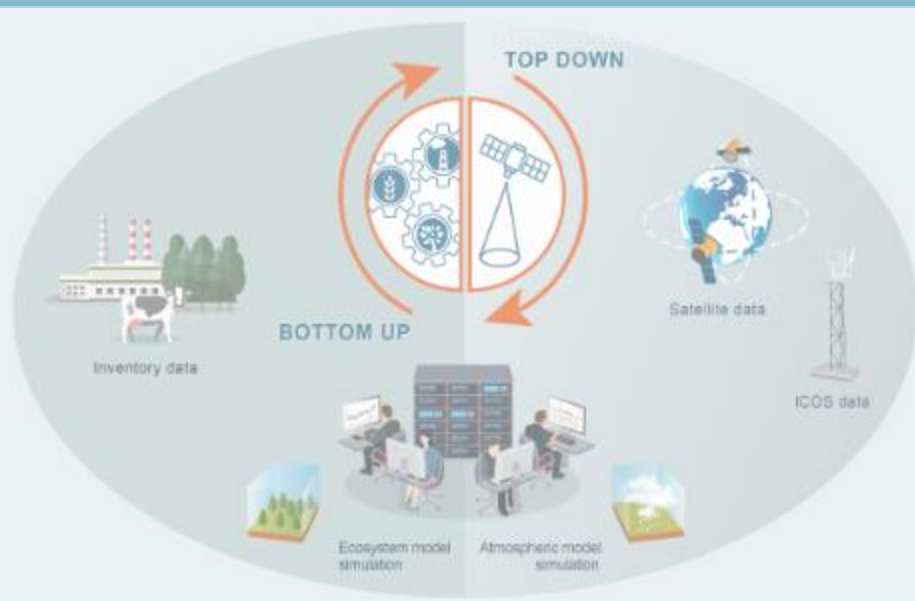 TOP DOWN
BOTTOM UP
Satellite data
Inventory data
ICOS data
Ecosystem model
simulation
Atmospheric model
simulation